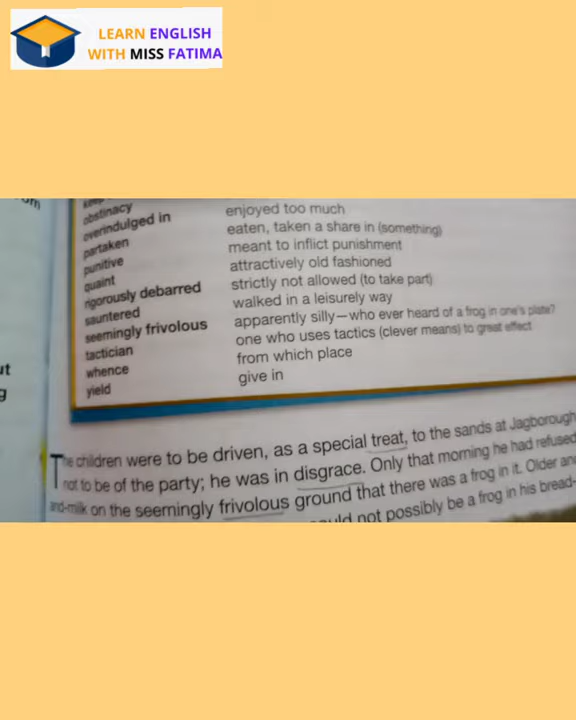 LEARN ENGLISH
WITH MISS FATIMA
obstinacy
overindulged in enjoyed too much
partaken eaten, taken a share in (something)
punitive meant to inflict punishment
quaint attractively old fashioned
rigorously debarred strictly not allowed (to take part)
sauntered walked in a leisurely way
seemingly frivolous apparently silly—who ever heard of a frog in one's plate?
tactician one who uses tactics (clever means) to great effect
whence from which place
yield give in
The children were to be driven, as a special treat, to the sands at Jagborough
not to be of the party; he was in disgrace. Only that morning he had refused
and-milk on the seemingly frivolous ground that there was a frog in it. Older an
could not possibly be a frog in his bread-